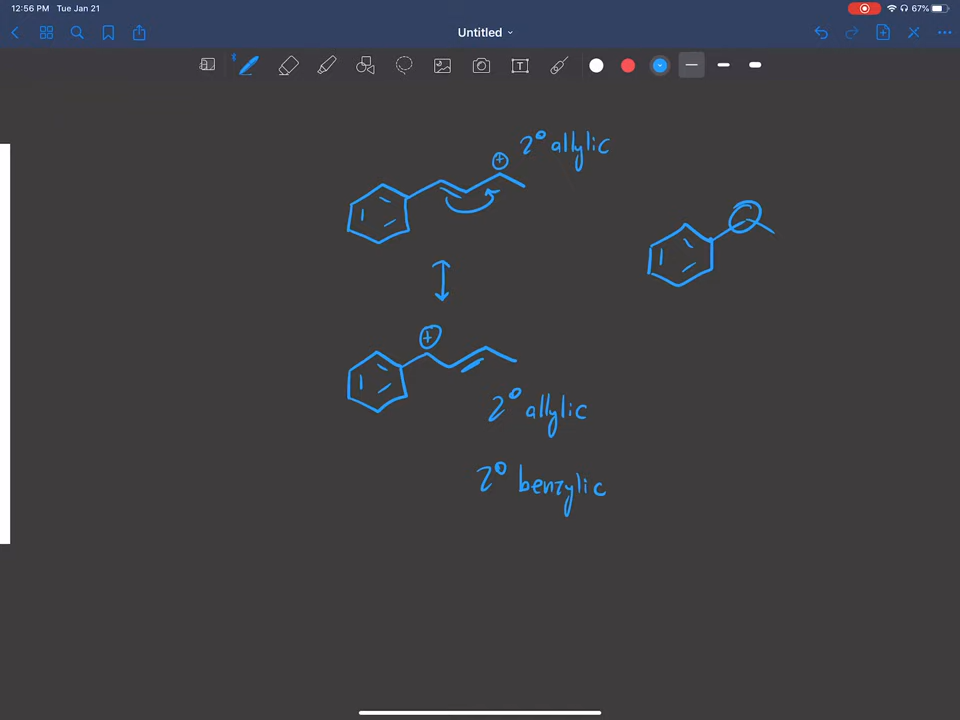 12:56 PM Tue Jan 21
67%
Untitled
T
2° allylic
+
+
2° allylic
2° benzylic